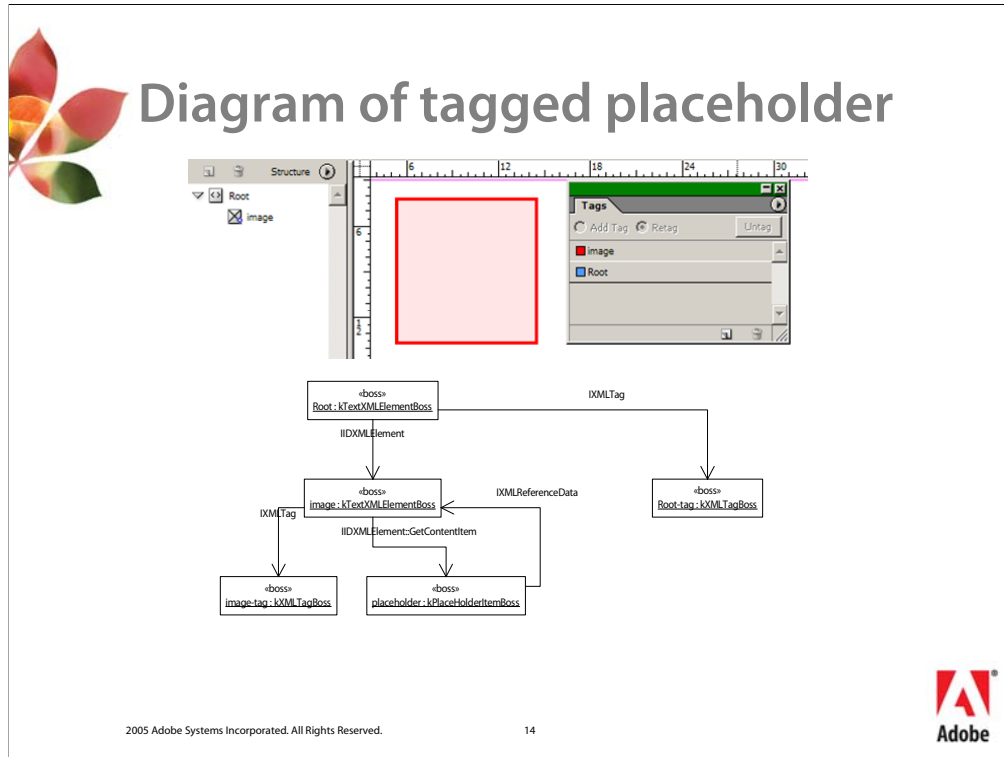 Diagram of tagged placeholder
Structure
Root
image
6
12
18
24
30
6
1
2
Tags
Add Tag
Retag
Untag
image
Root
«boss»
Root : kTextXMLElementBoss
IXMLTag
IIDXMLElement
«boss»
image : kTextXMLElementBoss
IXMLReferenceData
«boss»
Root-tag : kXMLTagBoss
IXMLTag
IIDXMLElement::GetContentItem
«boss»
image-tag : kXMLTagBoss
«boss»
placeholder : kPlaceHolderItemBoss
2005 Adobe Systems Incorporated. All Rights Reserved.
14
Adobe